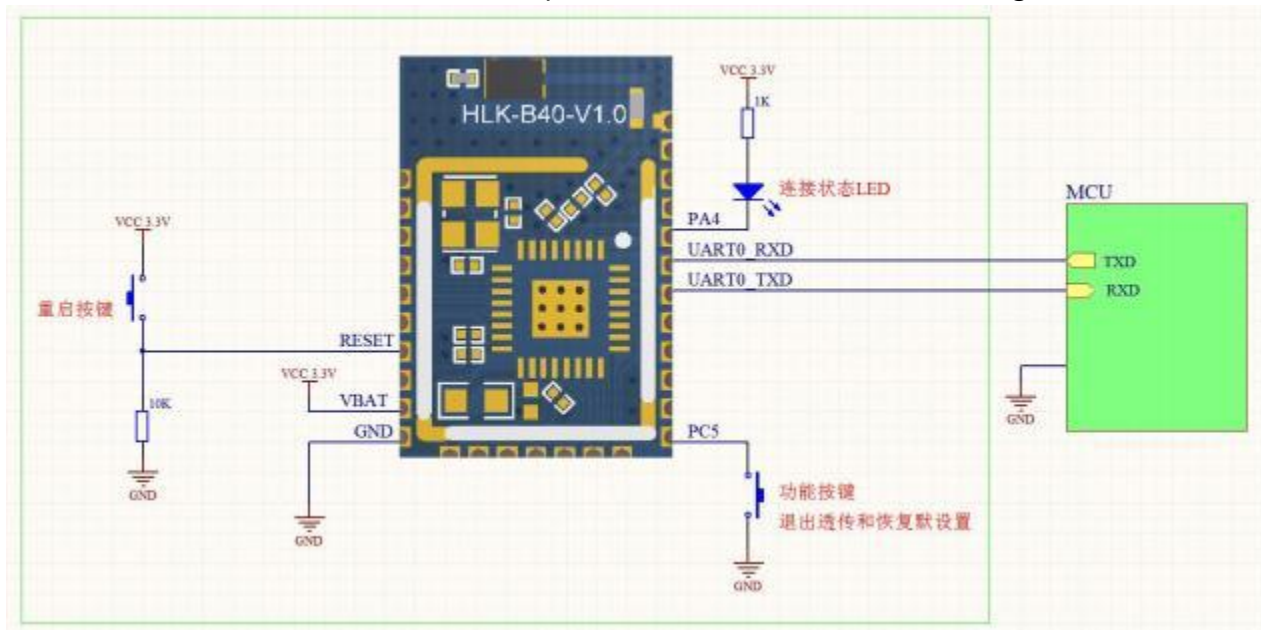 HLK-B40-V1.0
VCC 3.3V
1K
连接状态LED
PA4
UART0_RXD
UART0_TXD
MCU
TXD
RXD
GND
VCC 3.3V
重启按键
RESET
10K
GND
VCC 3.3V
VBAT
GND
GND
PC5
功能按键
退出透传和恢复默设置
GND